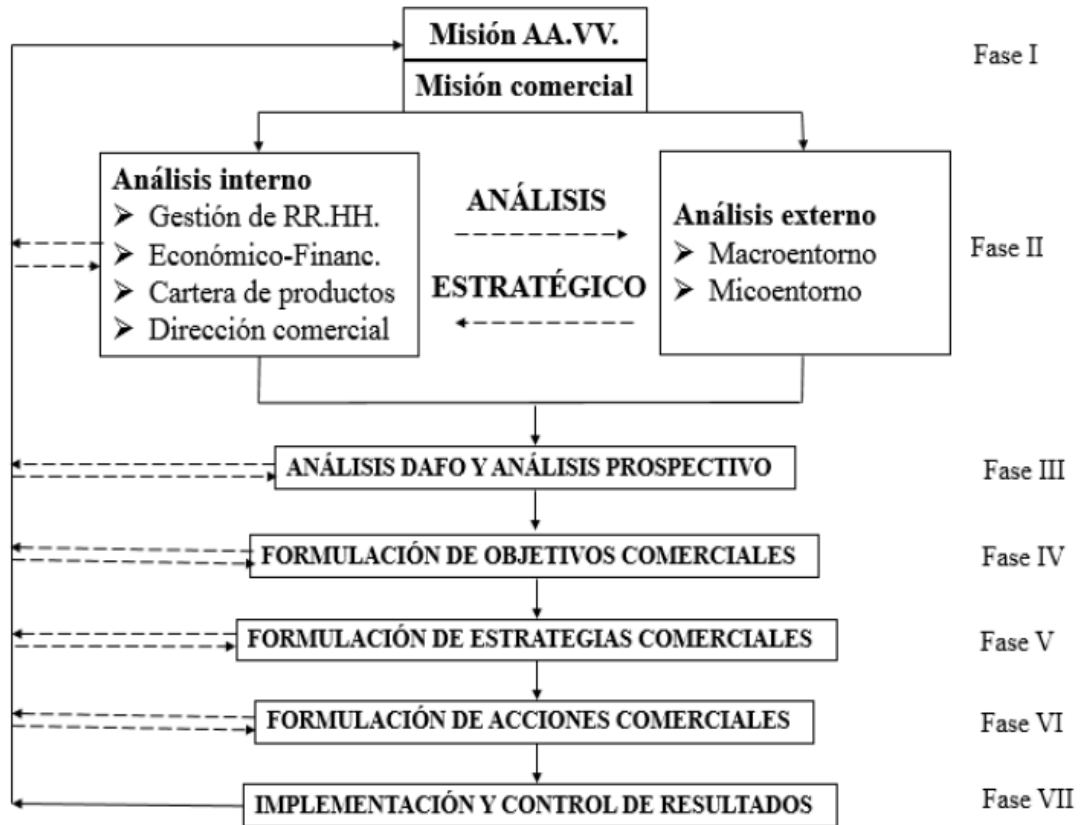 Misión AA.VV.
Misión comercial
Fase I
Análisis interno
➤ Gestión de RR.HH.
➤ Económico-Financ.
➤ Cartera de productos
➤ Dirección comercial
ANÁLISIS
ESTRATÉGICO
Análisis externo
➤ Macroentorno
➤ Micoentorno
Fase II
ANÁLISIS DAFO Y ANÁLISIS PROSPECTIVO
Fase III
FORMULACIÓN DE OBJETIVOS COMERCIALES
Fase IV
FORMULACIÓN DE ESTRATEGIAS COMERCIALES
Fase V
FORMULACIÓN DE ACCIONES COMERCIALES
Fase VI
IMPLEMENTACIÓN Y CONTROL DE RESULTADOS
Fase VII